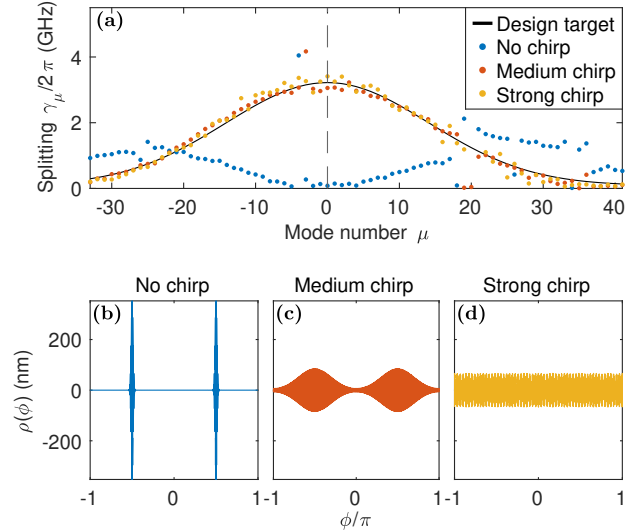 (a)
Design target
No chirp
Medium chirp
Strong chirp
Splitting γμ/2 π (GHz)
4
2
0
-30 -20 -10 0 10 20 30 40
Mode number μ
No chirp Medium chirp Strong chirp
(b) (c) (d)
ρ(ϕ) (nm)
200
0
-200
-1 0 1 -1 0 1 -1 0 1
ϕ/π